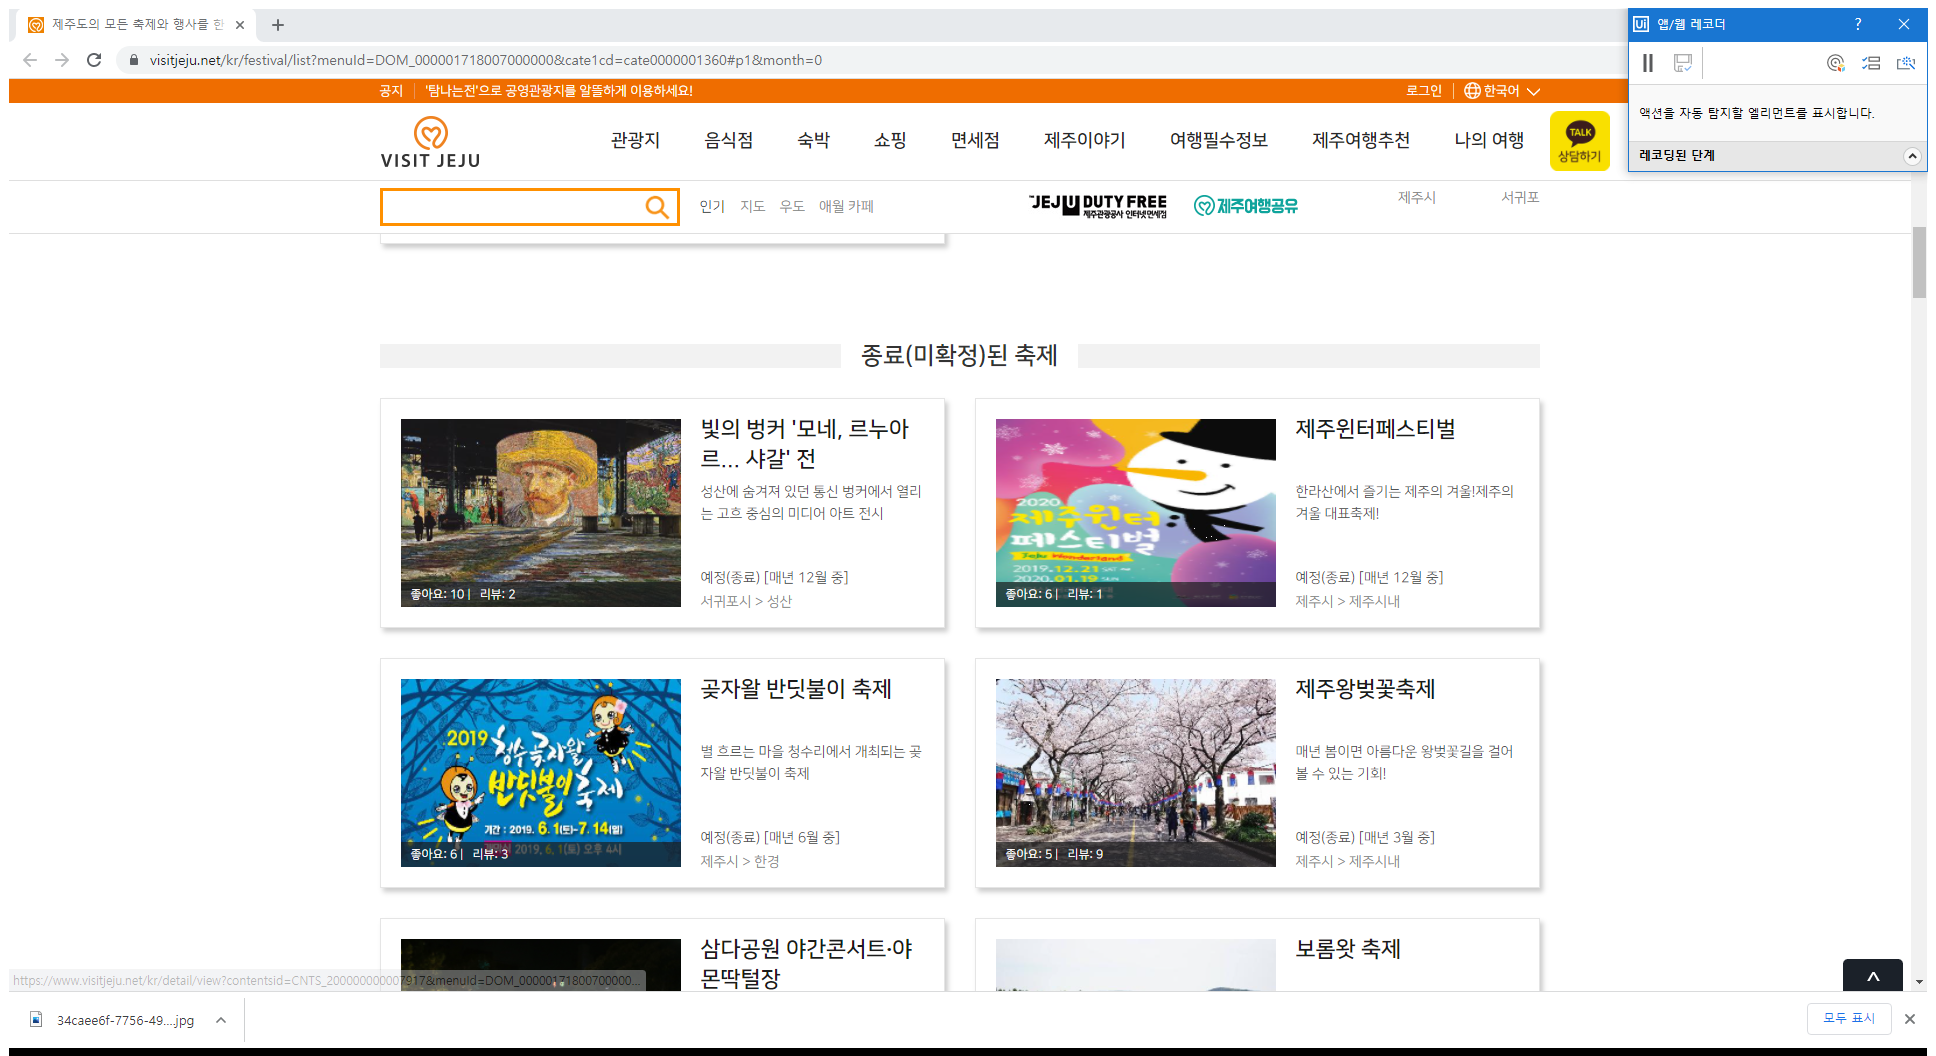 제주도의 모든 축제와 행사를 한
visitjeju.net/kr/festival/list?menuId=DOM_000001718007000000&cate1cd=cate0000001360#p1&month=0
Ui 앱/웹 레코더 ?
액션을 자동 탐지할 엘리먼트를 표시합니다.
레코딩된 단계
공지 '탐나는전'으로 공영관광지를 알뜰하게 이용하세요! 로그인 한국어
VISIT JEJU 관광지 음식점 숙박 쇼핑 면세점 제주이야기 여행필수정보 제주여행추천 나의 여행
TALK
상담하기
인기 지도 우도 애월 카페
JEJU DUTY FREE
제주관광공사 인터넷면세점
제주여행공유
제주시 서귀포
종료(미확정)된 축제
빛의 벙커 '모네, 르누아
르... 샤갈' 전
성산에 숨겨져 있던 통신 벙커에서 열리
는 고흐 중심의 미디어 아트 전시
예정(종료) [매년 12월 중]
서귀포시 > 성산
좋아요: 10 | 리뷰: 2
제주윈터페스티벌
한라산에서 즐기는 제주의 겨울!제주의
겨울 대표축제!
예정(종료) [매년 12월 중]
제주시 > 제주시내
2020
제주윈터
페스티벌
Jeju Wonderland
2019.12.21
2020.01.19
좋아요: 6 | 리뷰: 1
곶자왈 반딧불이 축제
별 흐르는 마을 청수리에서 개최되는 곶
자왈 반딧불이 축제
예정(종료) [매년 6월 중]
제주시 > 한경
2019 청수곶자왈
반딧불이축제
기간 : 2019. 6. 1(토)~7. 14(일)
2019. 6. 1(토) 오후 4시
좋아요: 6 | 리뷰: 3
제주왕벚꽃축제
매년 봄이면 아름다운 왕벚꽃길을 걸어
볼 수 있는 기회!
예정(종료) [매년 3월 중]
제주시 > 제주시내
좋아요: 5 | 리뷰: 9
삼다공원 야간콘서트·야
몬딱털장
보롬왓 축제
https://www.visitjeju.net/kr/detail/view?contentsid=CNTS_200000000007917&menuId=DOM_00000171800700000...
34caee6f-7756-49....jpg
모두 표시